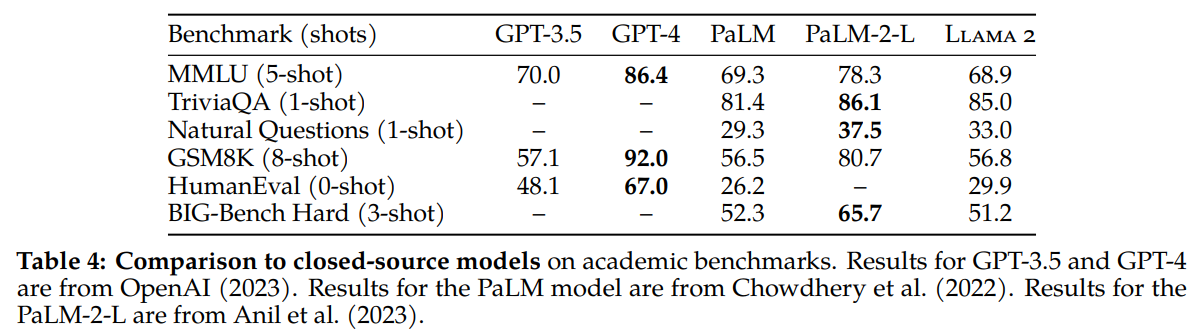 Benchmark (shots) GPT-3.5 GPT-4 PaLM PaLM-2-L LLAMA 2
MMLU (5-shot) 70.0 86.4 69.3 78.3 68.9
TriviaQA (1-shot) – – 81.4 86.1 85.0
Natural Questions (1-shot) – – 29.3 37.5 33.0
GSM8K (8-shot) 57.1 92.0 56.5 80.7 56.8
HumanEval (0-shot) 48.1 67.0 26.2 – 29.9
BIG-Bench Hard (3-shot) – – 52.3 65.7 51.2
Table 4: Comparison to closed-source models on academic benchmarks. Results for GPT-3.5 and GPT-4
are from OpenAI (2023). Results for the PaLM model are from Chowdhery et al. (2022). Results for the
PaLM-2-L are from Anil et al. (2023).